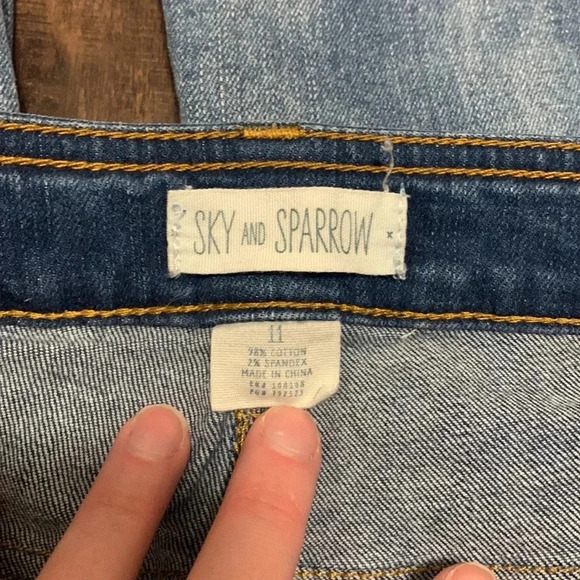 SKY AND SPARROW x
11
98% COTTON
2% SPANDEX
MADE IN CHINA